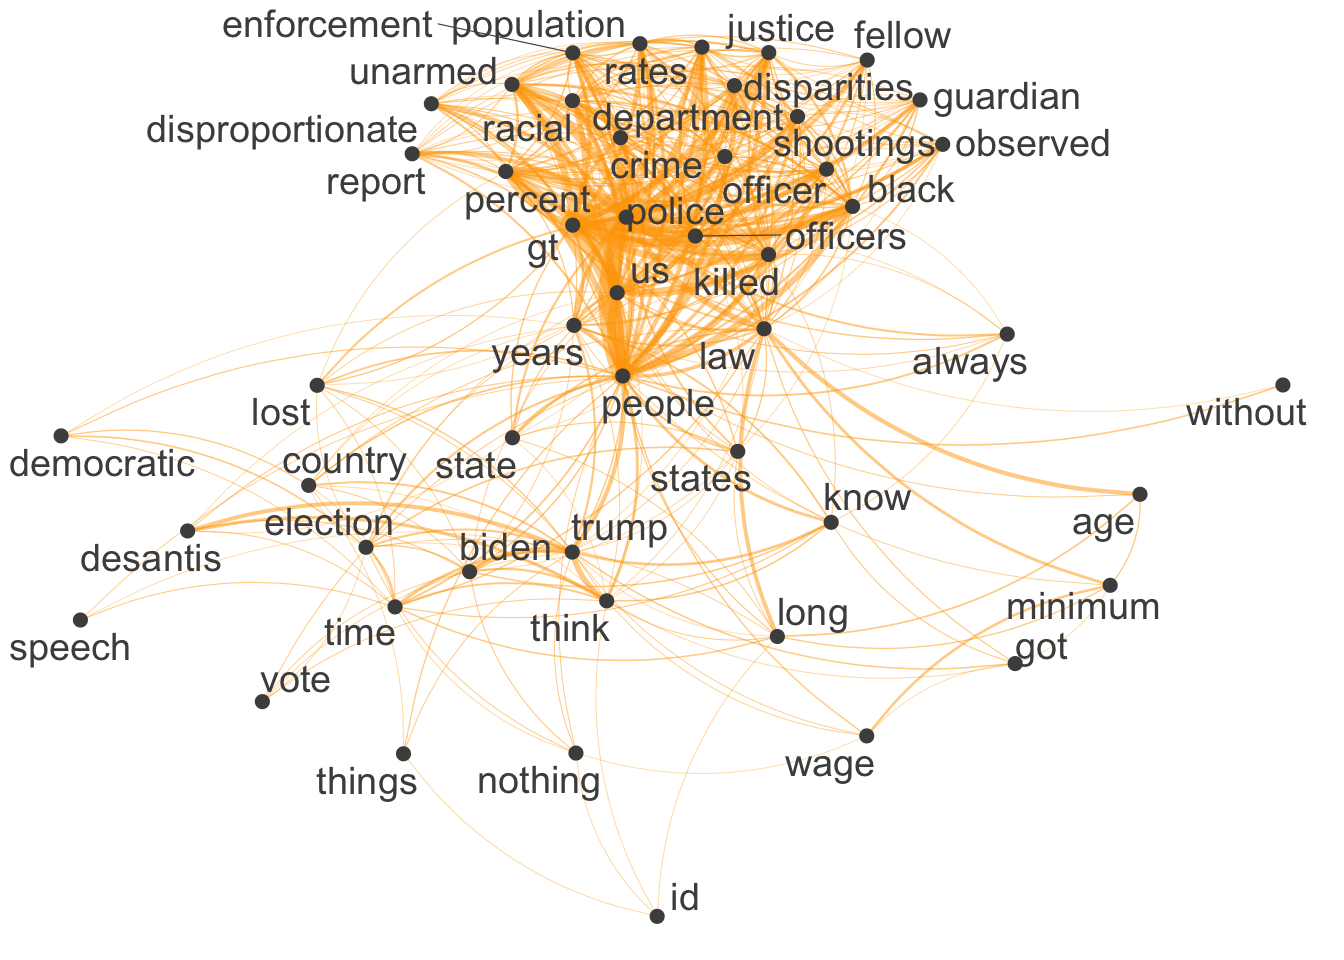 enforcement
population
justice
fellow
unarmed
rates
disparities
guardian
disproportionate
racial
department
shootings
observed
report
crime
percent
officer
black
police
gt
officers
us
killed
years
law
always
lost
people
without
democratic
country
state
states
know
age
election
trump
desantis
biden
minimum
speech
time
think
long
got
vote
things
nothing
wage
id